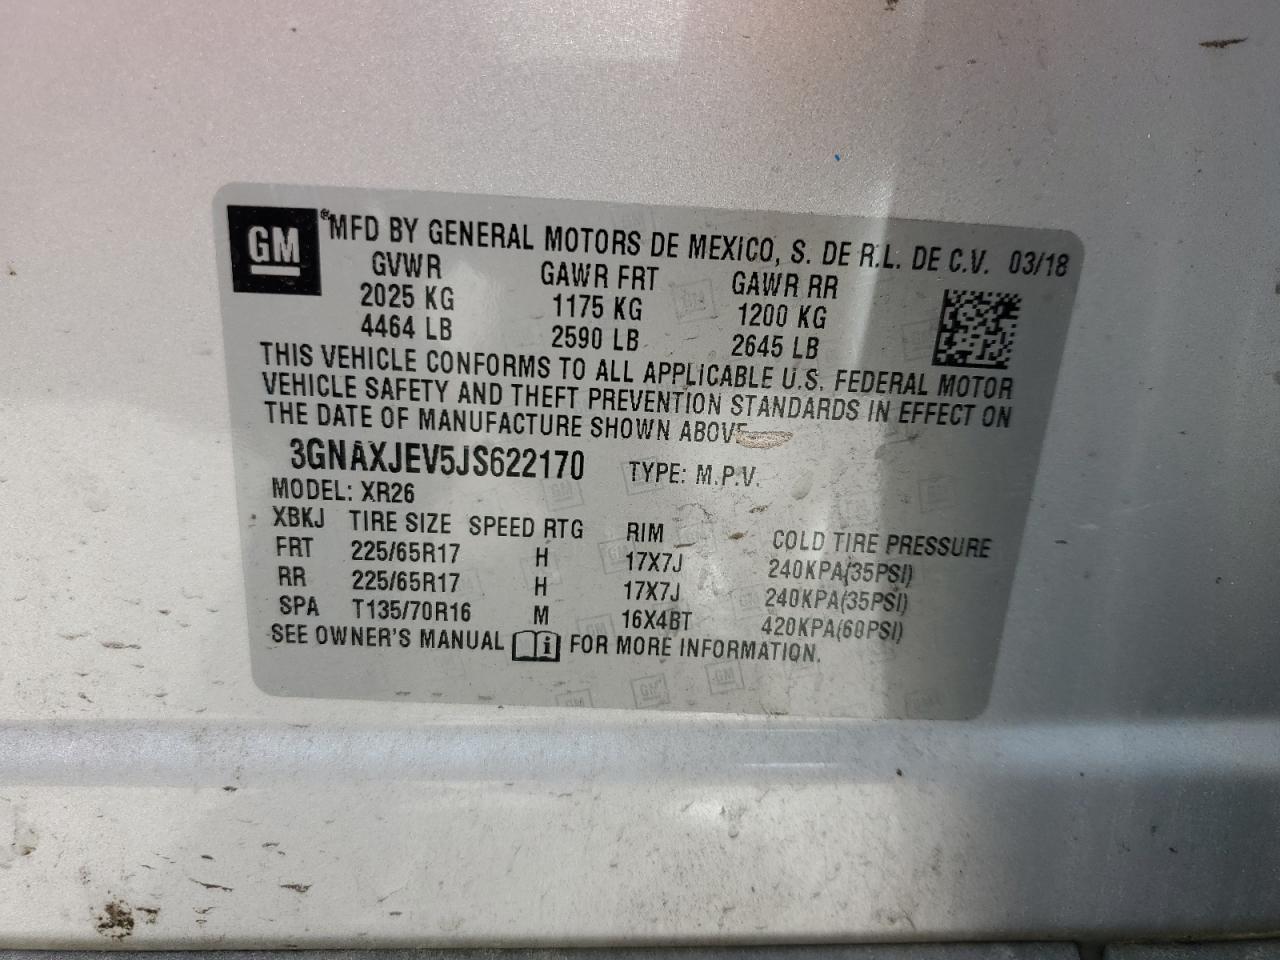 GM ® MFD BY GENERAL MOTORS DE MEXICO, S. DE R.L. DE C.V. 03/18
GVWR GAWR FRT GAWR RR
2025 KG 1175 KG 1200 KG
4464 LB 2590 LB 2645 LB
THIS VEHICLE CONFORMS TO ALL APPLICABLE U.S. FEDERAL MOTOR
VEHICLE SAFETY AND THEFT PREVENTION STANDARDS IN EFFECT ON
THE DATE OF MANUFACTURE SHOWN ABOVE
3GNAXJEV5JS622170 TYPE: M.P.V.
MODEL: XR26
XBKJ TIRE SIZE SPEED RTG RIM COLD TIRE PRESSURE
FRT 225/65R17 H 17X7J 240KPA(35PSI)
RR 225/65R17 H 17X7J 240KPA(35PSI)
SPA T135/70R16 M 16X4BT 420KPA(60PSI)
SEE OWNER'S MANUAL i FOR MORE INFORMATION.